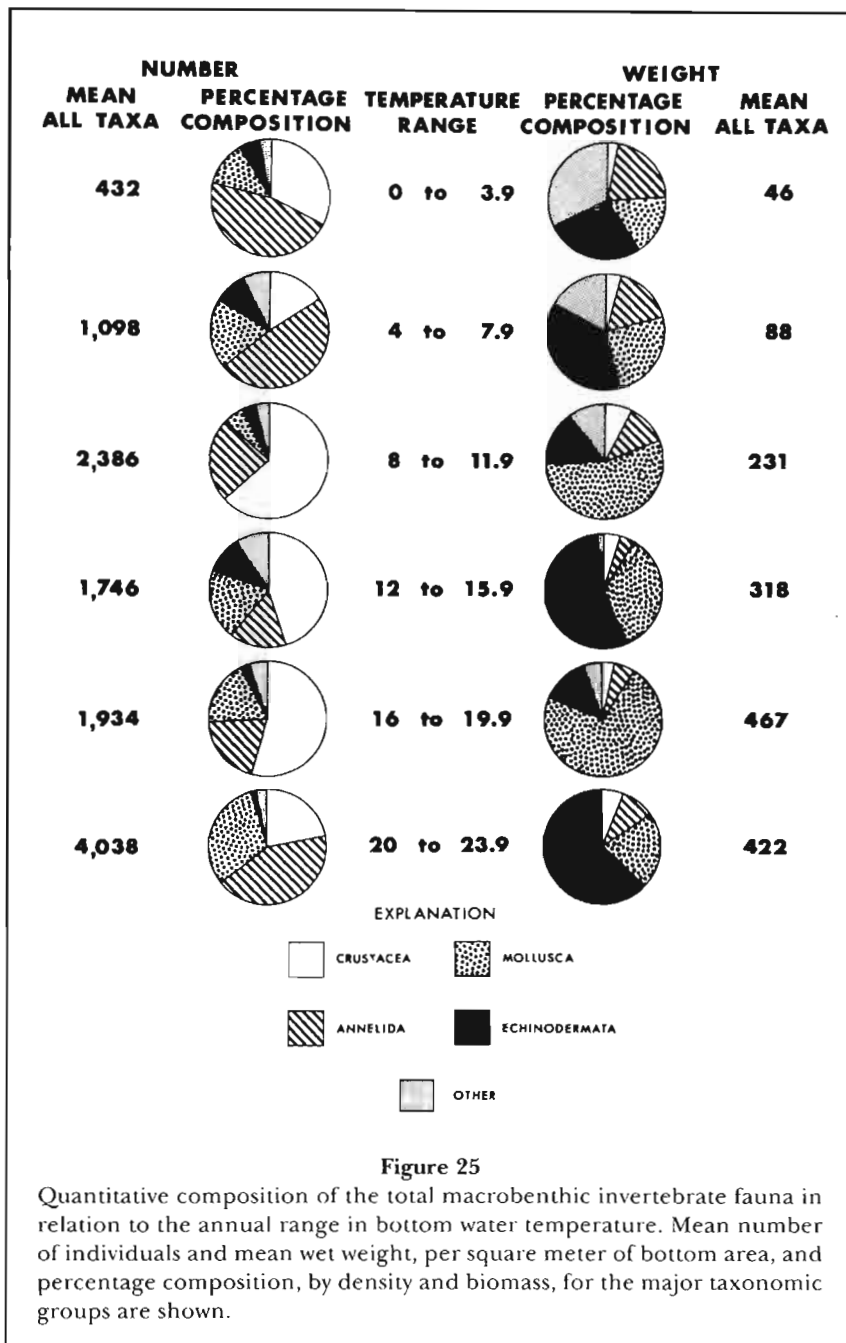 NUMBER WEIGHT
MEAN PERCENTAGE TEMPERATURE PERCENTAGE MEAN
ALL TAXA COMPOSITION RANGE COMPOSITION ALL TAXA
432 0 to 3.9 46
1,098 4 to 7.9 88
2,386 8 to 11.9 231
1,746 12 to 15.9 318
1,934 16 to 19.9 467
4,038 20 to 23.9 422
EXPLANATION
CRUSTACEA MOLLUSCA
ANNELIDA ECHINODERMATA
OTHER
Figure 25
Quantitative composition of the total macrobenthic invertebrate fauna in
relation to the annual range in bottom water temperature. Mean number
of individuals and mean wet weight, per square meter of bottom area, and
percentage composition, by density and biomass, for the major taxonomic
groups are shown.